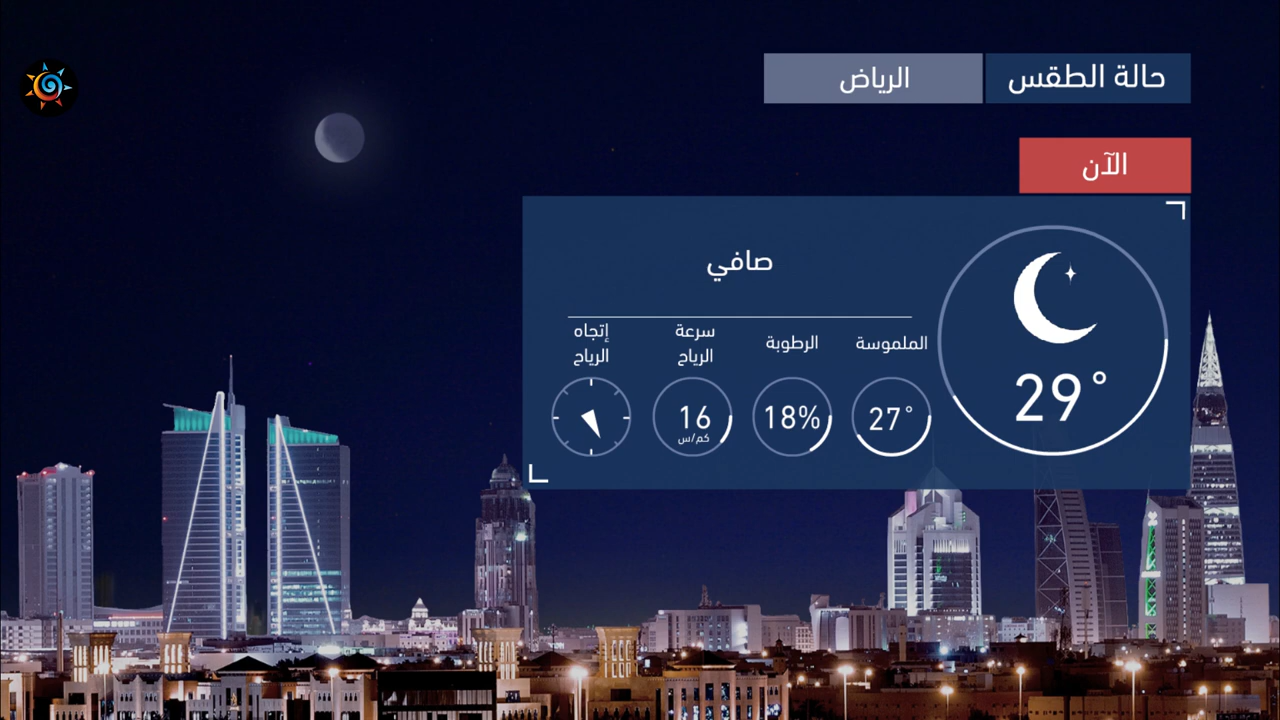 حالة الطقس
الرياض
الآن
صافي
29°
الملموسة
27°
الرطوبة
18%
سرعة
الرياح
16
كم/س
إتجاه
الرياح